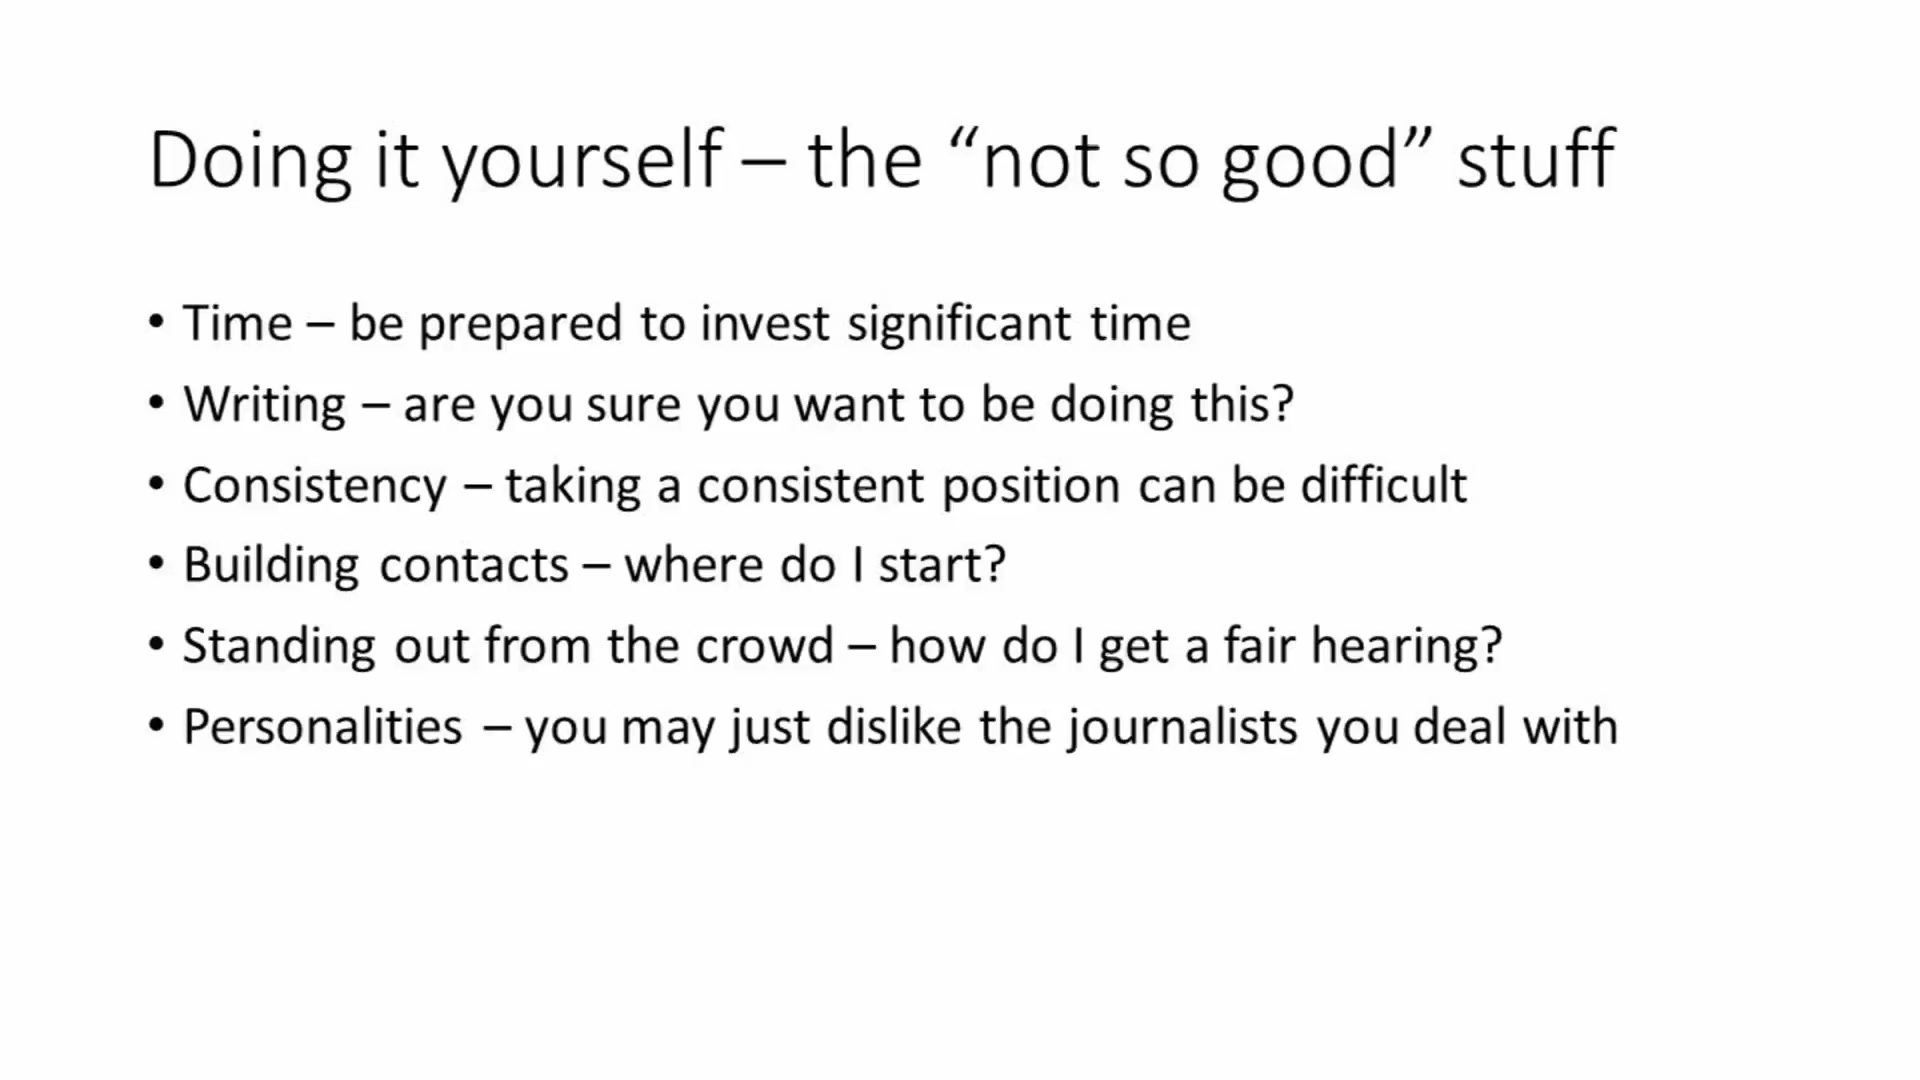 Doing it yourself – the “not so good” stuff
• Time – be prepared to invest significant time
• Writing – are you sure you want to be doing this?
• Consistency – taking a consistent position can be difficult
• Building contacts – where do I start?
• Standing out from the crowd – how do I get a fair hearing?
• Personalities – you may just dislike the journalists you deal with